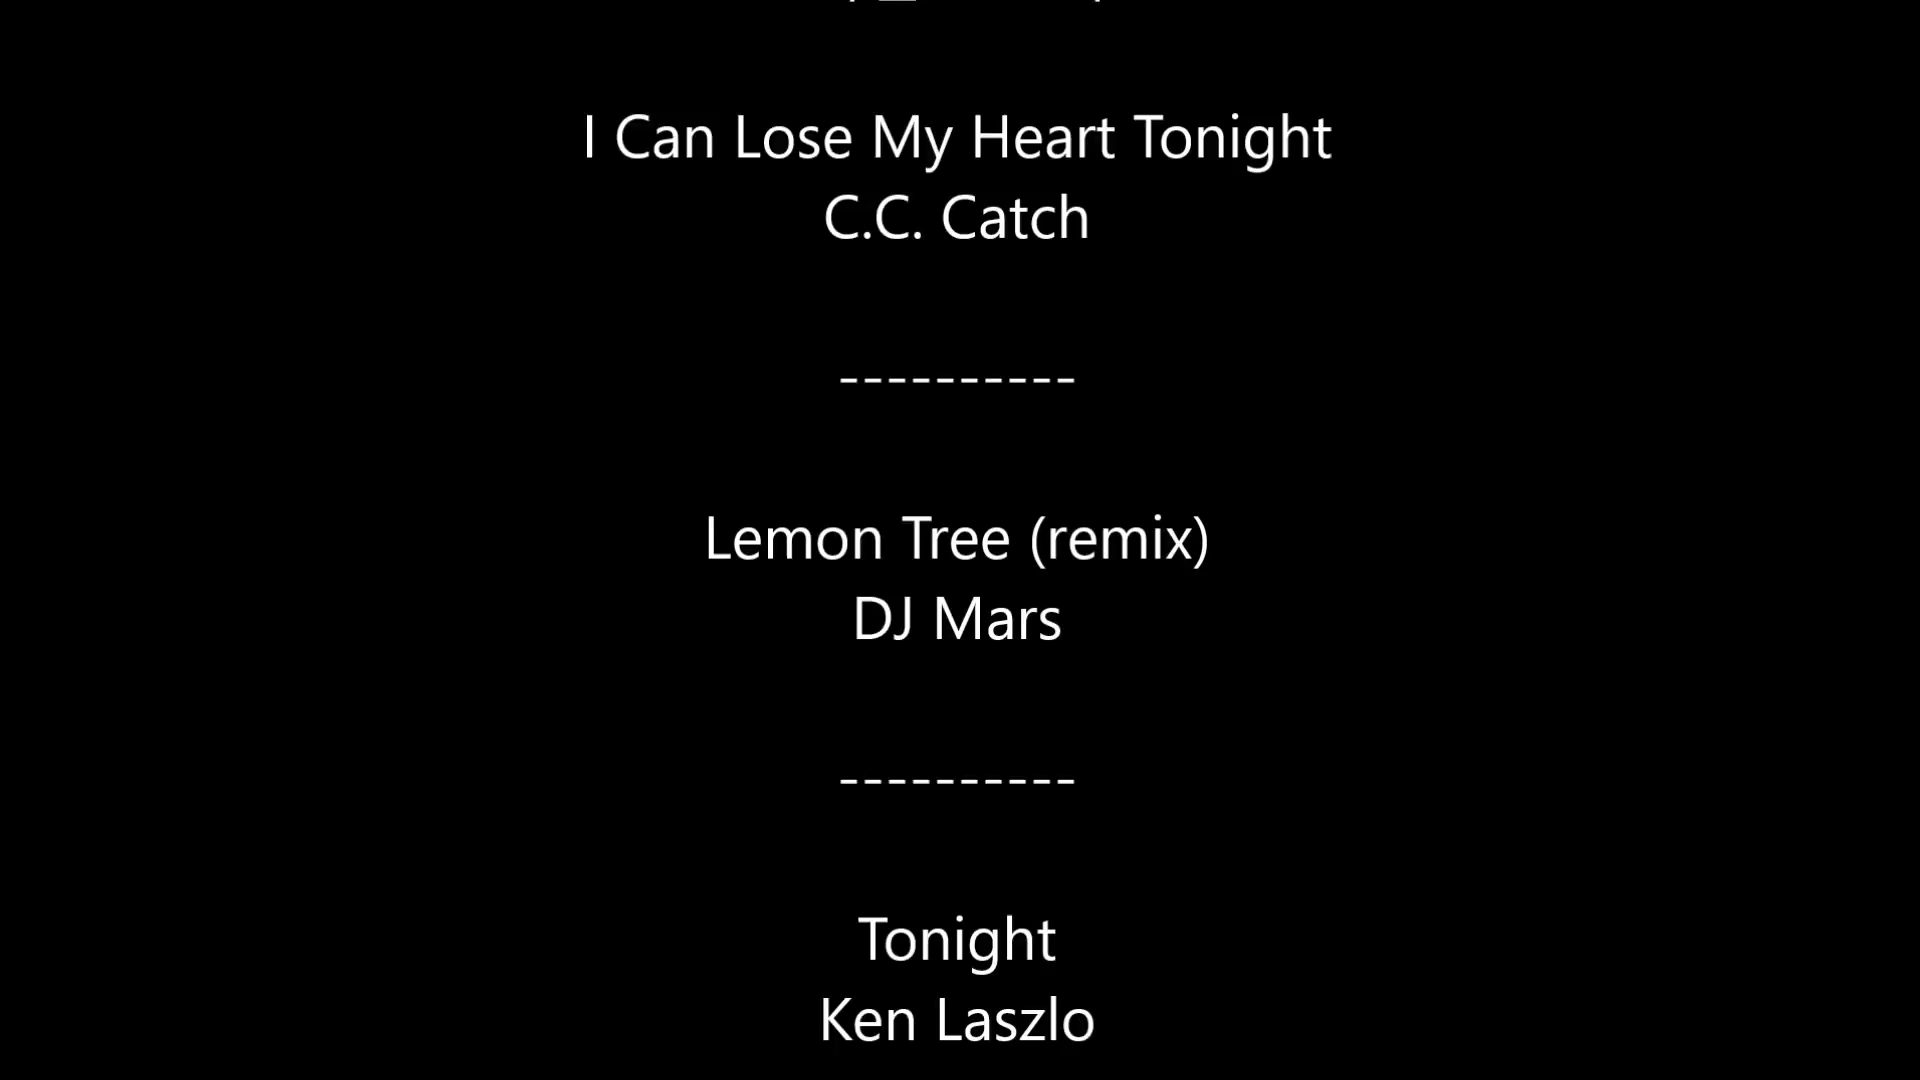 I Can Lose My Heart Tonight
C.C. Catch
----------
Lemon Tree (remix)
DJ Mars
----------
Tonight
Ken Laszlo